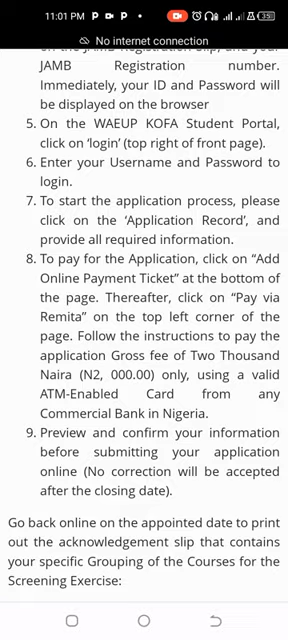 11:01 PM P P •
No internet connection
on the JAMB Registration Slip, and your
JAMB Registration number.
Immediately, your ID and Password will
be displayed on the browser
5. On the WAEUP KOFA Student Portal,
click on ‘login’ (top right of front page).
6. Enter your Username and Password to
login.
7. To start the application process, please
click on the ‘Application Record’, and
provide all required information.
8. To pay for the Application, click on “Add
Online Payment Ticket” at the bottom of
the page. Thereafter, click on “Pay via
Remita” on the top left corner of the
page. Follow the instructions to pay the
application Gross fee of Two Thousand
Naira (N2, 000.00) only, using a valid
ATM-Enabled Card from any
Commercial Bank in Nigeria.
9. Preview and confirm your information
before submitting your application
online (No correction will be accepted
after the closing date).
Go back online on the appointed date to print
out the acknowledgement slip that contains
your specific Grouping of the Courses for the
Screening Exercise: